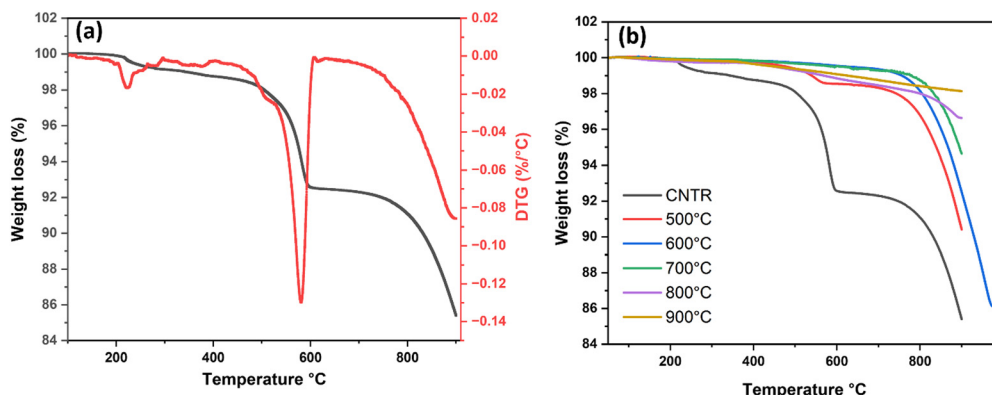 (a)
102
100
98
96
94
92
90
88
86
84
Weight loss (%)
200
400
600
800
Temperature °C
0.02
0.00
−0.02
−0.04
−0.06
−0.08
−0.10
−0.12
−0.14
DTG (%/°C)
(b)
102
100
98
96
94
92
90
88
86
84
Weight loss (%)
CNTR
500°C
600°C
700°C
800°C
900°C
200
400
600
800
Temperature °C